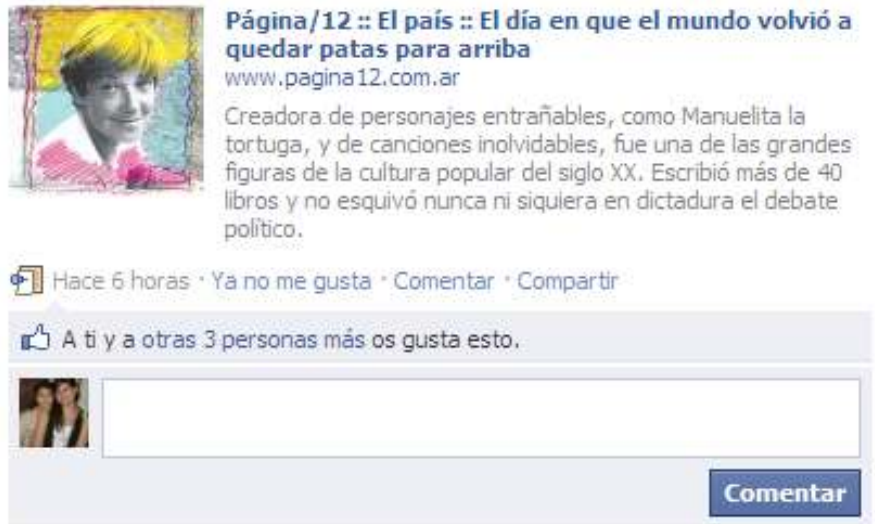 Página/12 :: El país :: El día en que el mundo volvió a
quedar patas para arriba
www.pagina12.com.ar
Creadora de personajes entrañables, como Manuelita la
tortuga, y de canciones inolvidables, fue una de las grandes
figuras de la cultura popular del siglo XX. Escribió más de 40
libros y no esquivó nunca ni siquiera en dictadura el debate
político.
Hace 6 horas · Ya no me gusta · Comentar · Compartir
A ti y a otras 3 personas más os gusta esto.
Comentar